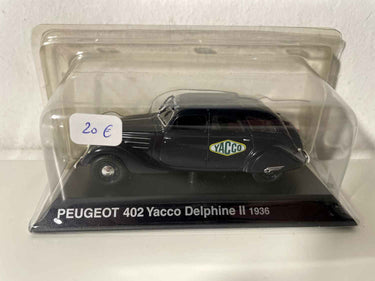 20 €
YACCO
PEUGEOT 402 Yacco Delphine II 1936